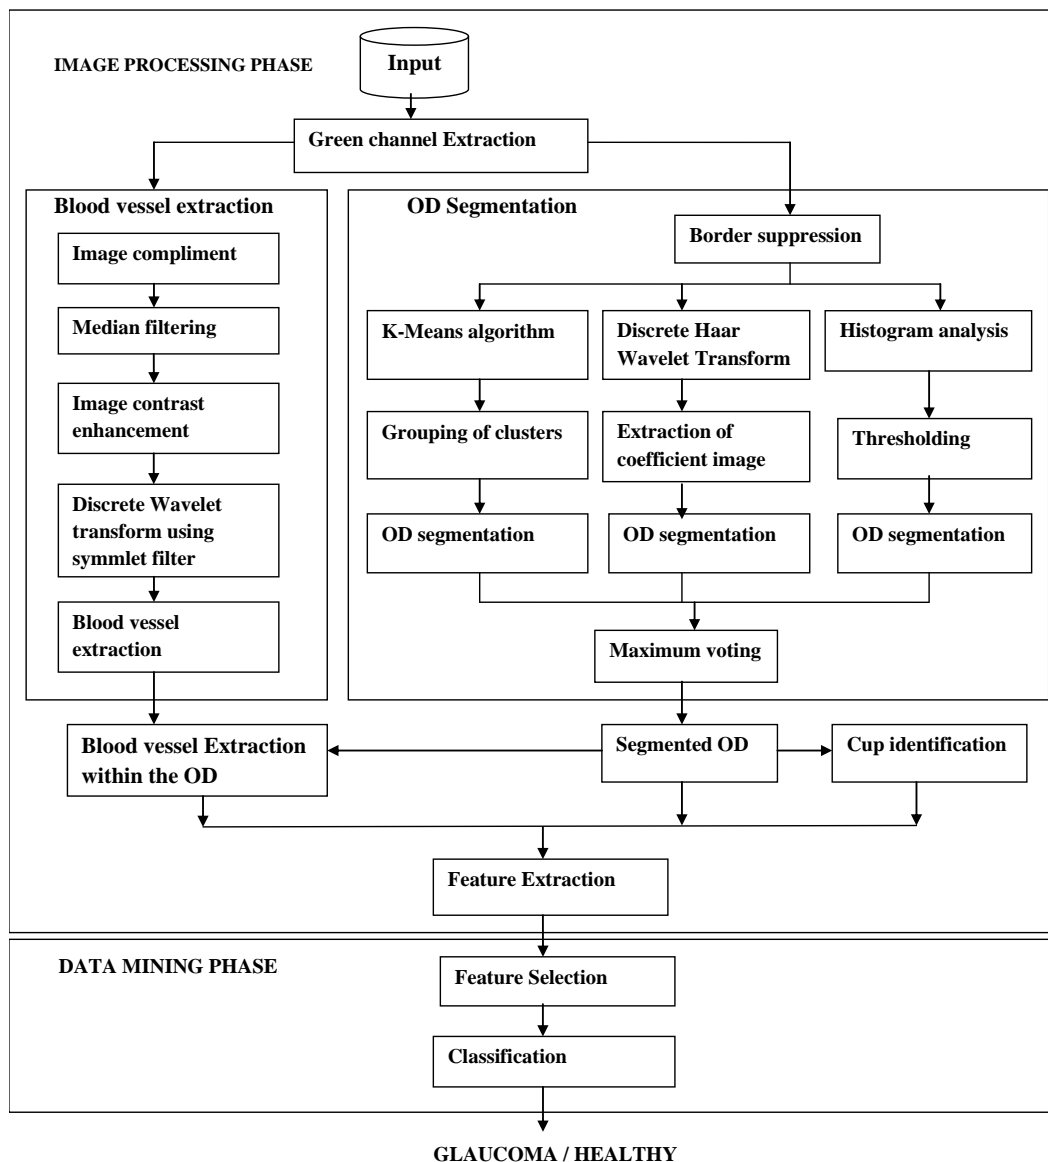 Input
IMAGE PROCESSING PHASE
Green channel Extraction
Blood vessel extraction
Image compliment
Median filtering
Image contrast
enhancement
Discrete Wavelet
transform using
symmlet filter
Blood vessel
extraction
OD Segmentation
Border suppression
K-Means algorithm
Discrete Haar
Wavelet Transform
Histogram analysis
Grouping of clusters
Extraction of
coefficient image
Thresholding
OD segmentation
OD segmentation
OD segmentation
Maximum voting
Blood vessel Extraction
within the OD
Segmented OD
Cup identification
Feature Extraction
DATA MINING PHASE
Feature Selection
Classification
GLAUCOMA / HEALTHY